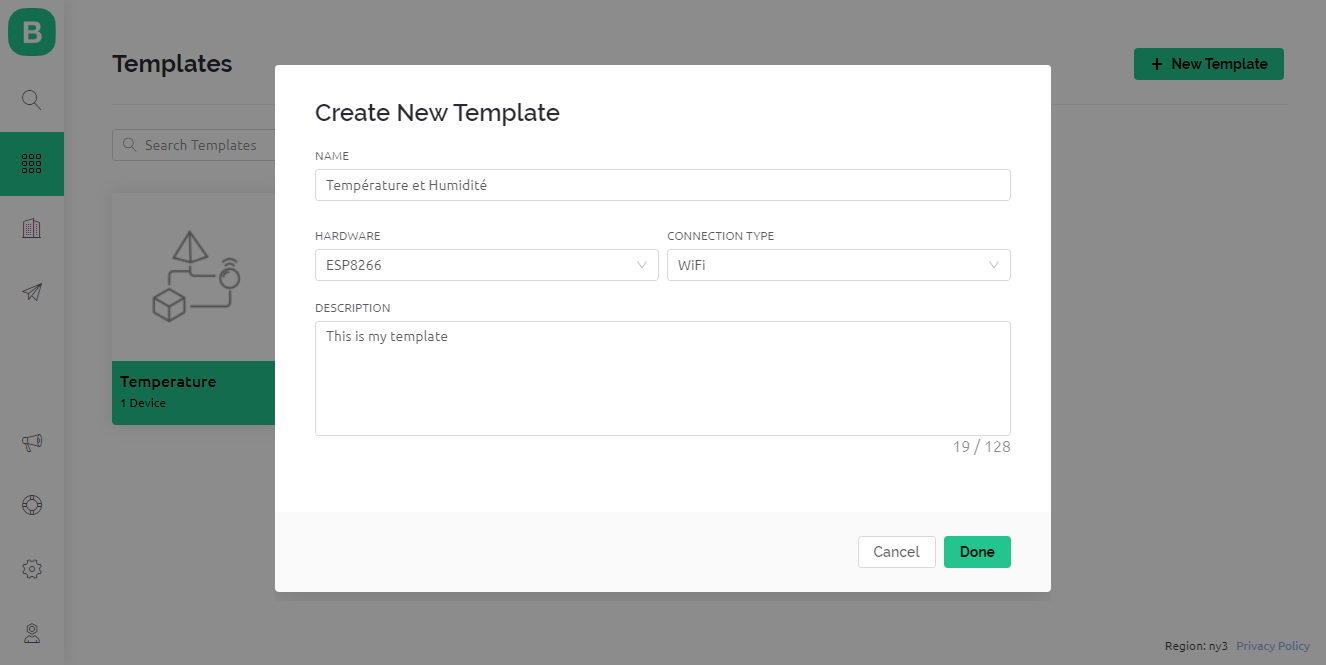 B
Templates
+ New Template
Search Templates
Temperature
1 Device
Create New Template
NAME
Température et Humidité
HARDWARE
CONNECTION TYPE
ESP8266
WiFi
DESCRIPTION
This is my template
19 / 128
Cancel
Done
Region: ny3 Privacy Policy